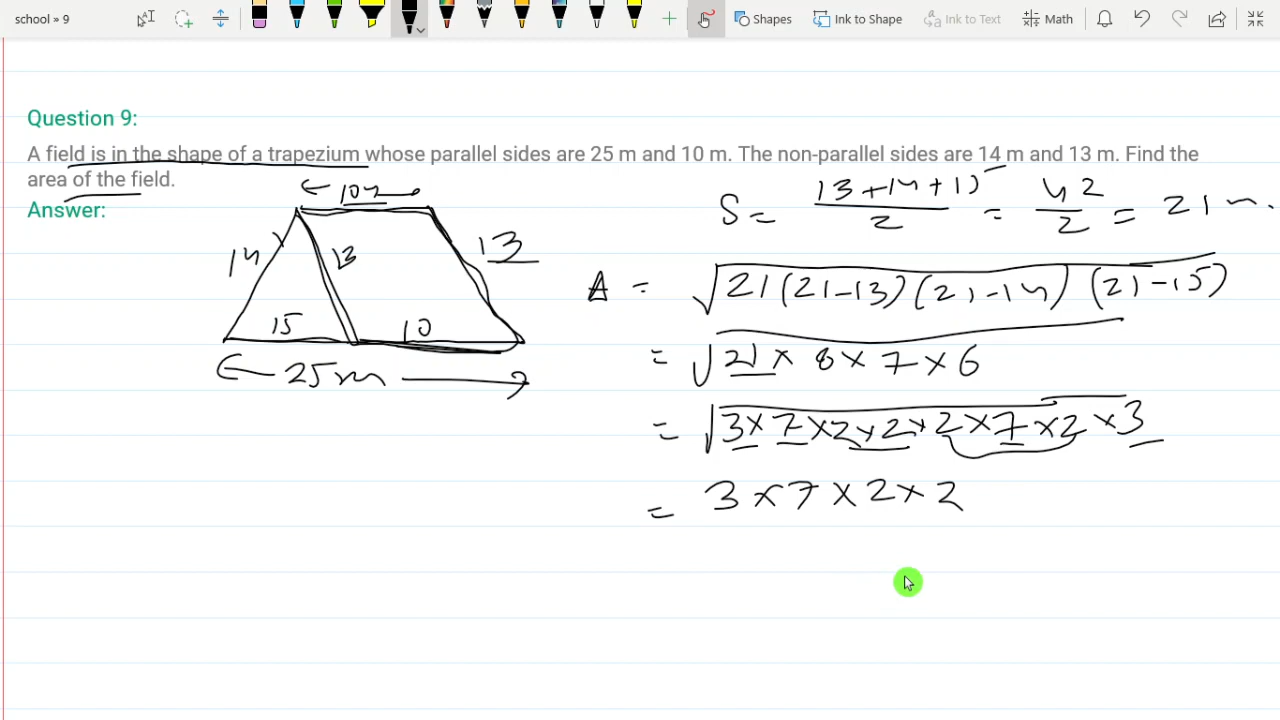 school » 9
Shapes
Ink to Shape
Ink to Text
Math
Question 9:
A field is in the shape of a trapezium whose parallel sides are 25 m and 10 m. The non-parallel sides are 14 m and 13 m. Find the
area of the field.
Answer:
14
13
13
15
10
← 25m →
S = 13+14+15 / 2 = 42 / 2 = 21 m.
A = √21(21-13)(21-14)(21-15)
= √21×8×7×6
= √3×7×2×2×2×7×2×3
= 3×7×2×2